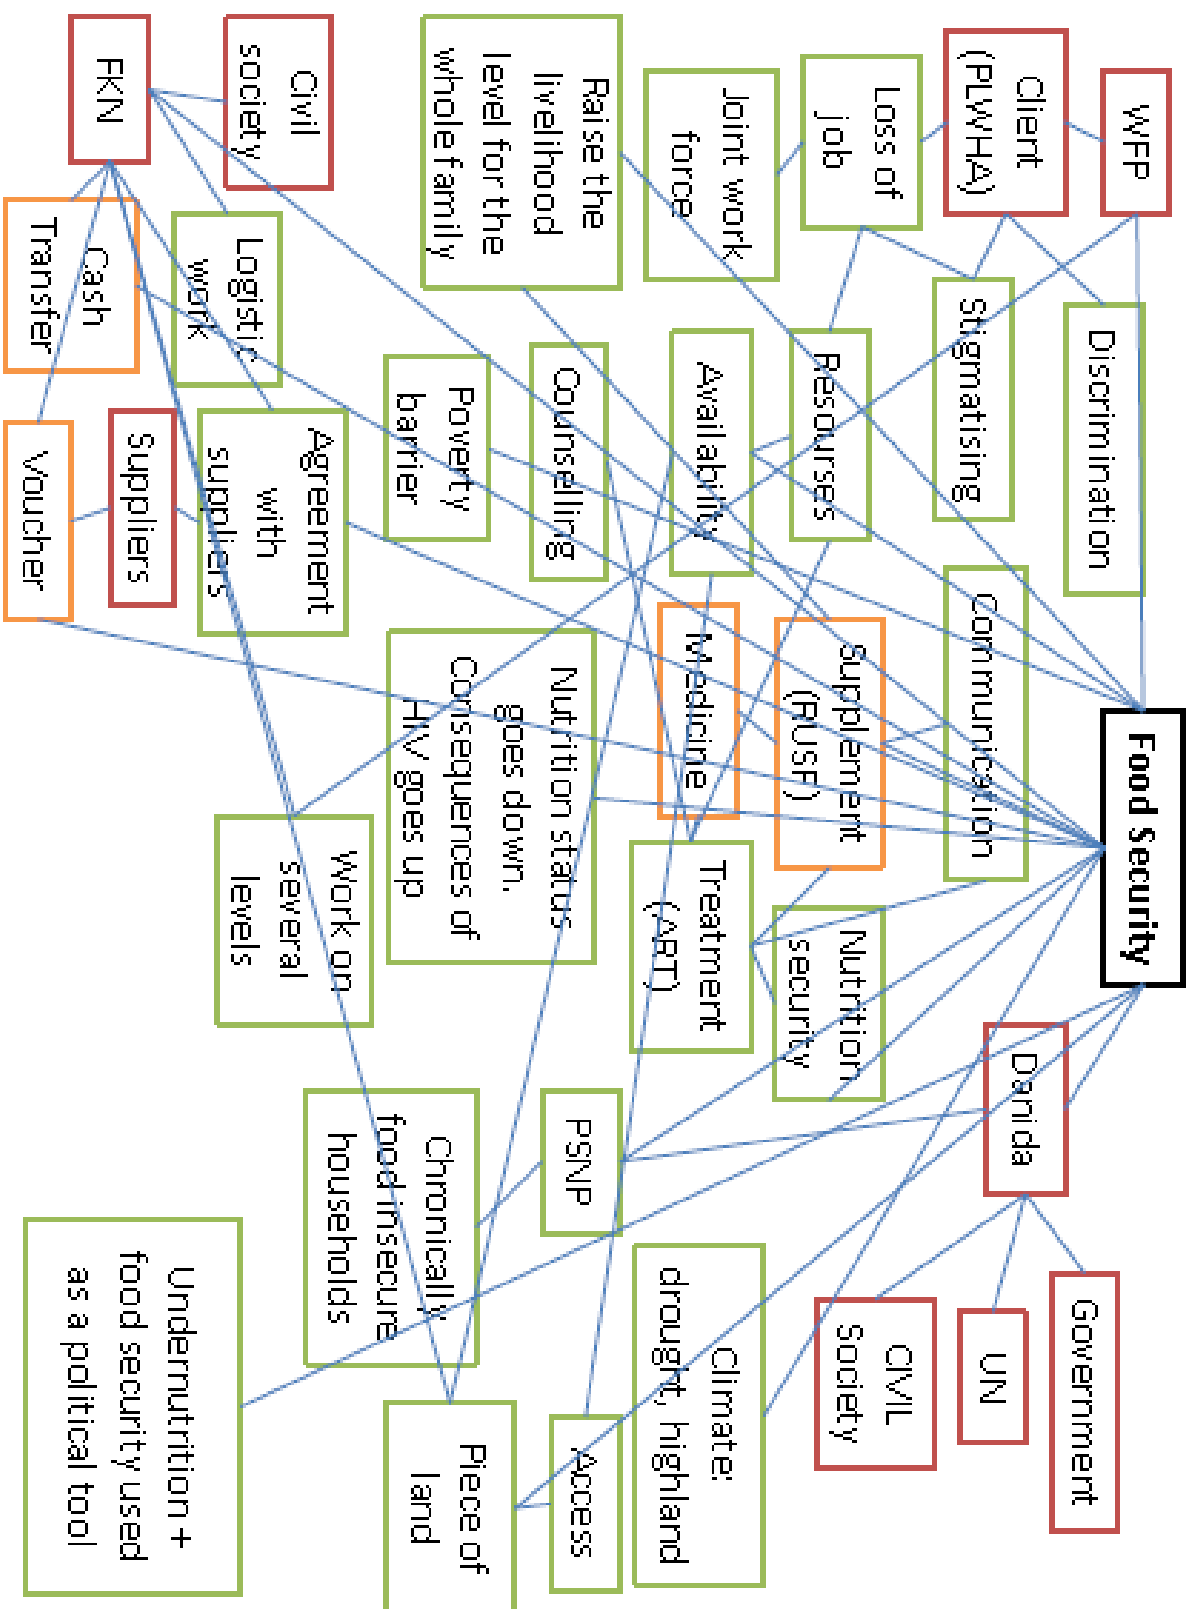 Food Security
WFP
Discrimination
Government
Client
(PLWHA)
Stigmatising
Communication
Danida
UN
Loss of
job
Resourses
Supplement
(RUSF)
Nutrition
security
CIVIL
Society
Joint work
force
Availability
Medicine
Treatment
(ART)
Climate:
drought, highland
Raise the
livelihood
level for the
whole family
Counselling
Poverty
barrier
Nutrition status
goes down.
Consequences of
HIV goes up
PSNP
Access
Chronically
food insecure
households
Piece of
land
Civil
society
Logistic
work
Agreement
with
suppliers
Work on
several
levels
Undernutrition +
food security used
as a political tool
FKN
Suppliers
Cash
Transfer
Voucher